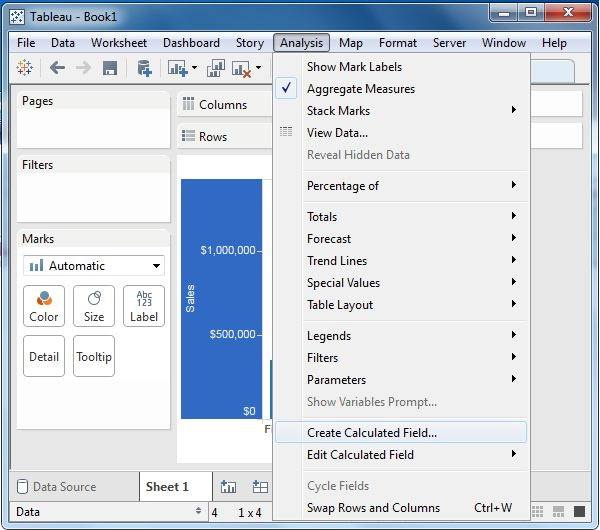 Tableau - Book1
File Data Worksheet Dashboard Story Analysis Map Format Server Window Help
Pages
Columns
Rows
Filters
Marks
Automatic
Color
Size
Abc
123
Label
Detail
Tooltip
Sales
$1,000,000
$500,000
$0
Show Mark Labels
Aggregate Measures
Stack Marks
View Data...
Reveal Hidden Data
Percentage of
Totals
Forecast
Trend Lines
Special Values
Table Layout
Legends
Filters
Parameters
Show Variables Prompt...
Create Calculated Field...
Edit Calculated Field
Cycle Fields
Swap Rows and Columns Ctrl+W
Data Source Sheet 1
Data 4 1 x 4